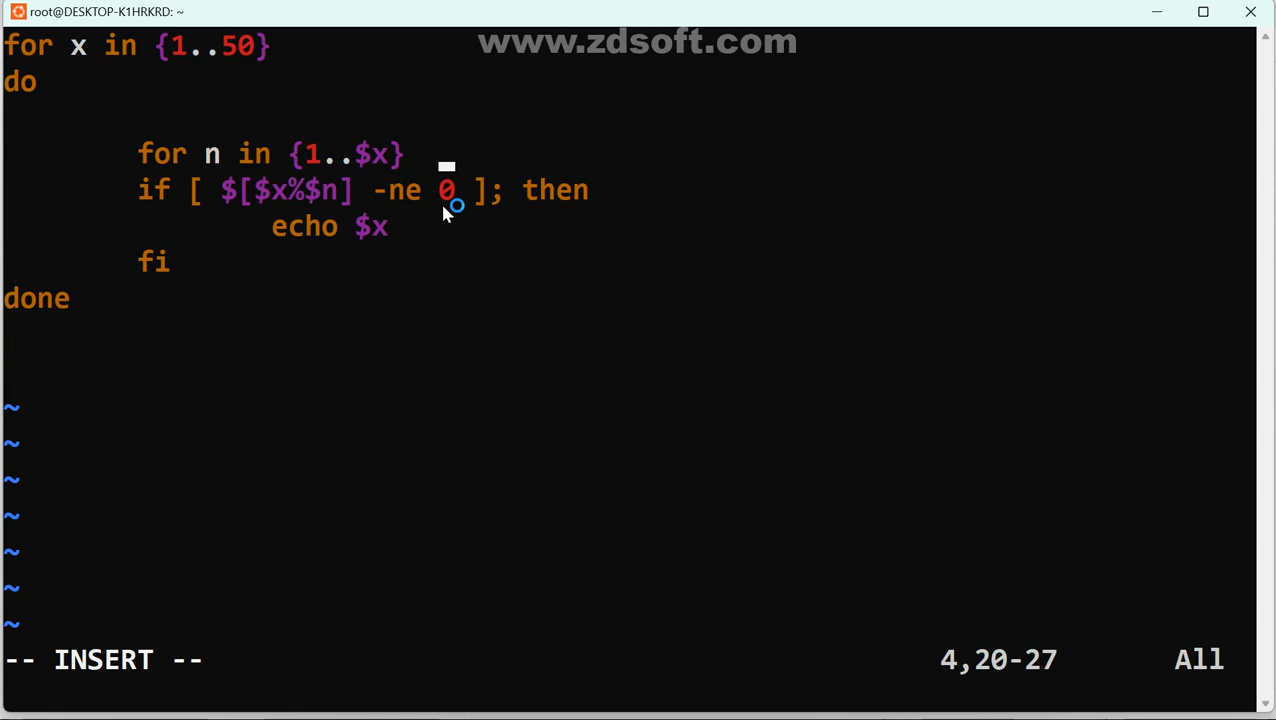 root@DESKTOP-K1HRKRD: ~
www.zdsoft.com
for x in {1..50}
do
for n in {1..$x}
if [ $[$x%$n] -ne 0 ]; then
echo $x
fi
done
~
~
~
~
~
~
~
-- INSERT -- 4,20-27 All